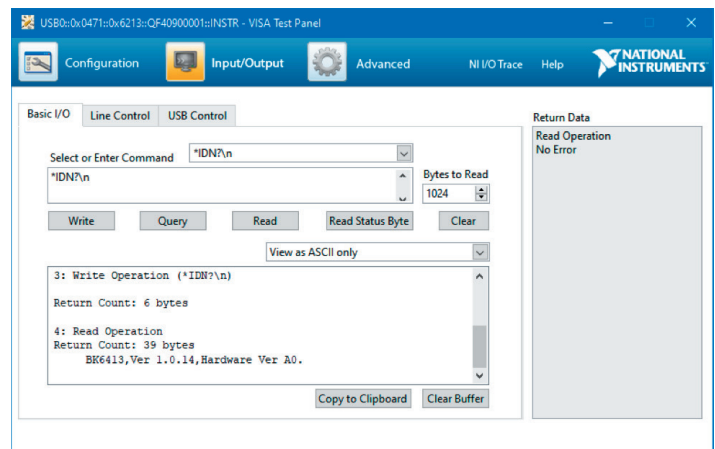 USB0::0x0471::0x6213::QF40900001::INSTR - VISA Test Panel
Configuration
Input/Output
Advanced
NI I/O Trace
Help
NATIONAL
INSTRUMENTS
Basic I/O
Line Control
USB Control
Return Data
Read Operation
No Error
Select or Enter Command
*IDN?\n
*IDN?\n
Bytes to Read
1024
Write
Query
Read
Read Status Byte
Clear
View as ASCII only
3: Write Operation (*IDN?\n)
Return Count: 6 bytes
4: Read Operation
Return Count: 39 bytes
BK6413,Ver 1.0.14,Hardware Ver A0.
Copy to Clipboard
Clear Buffer